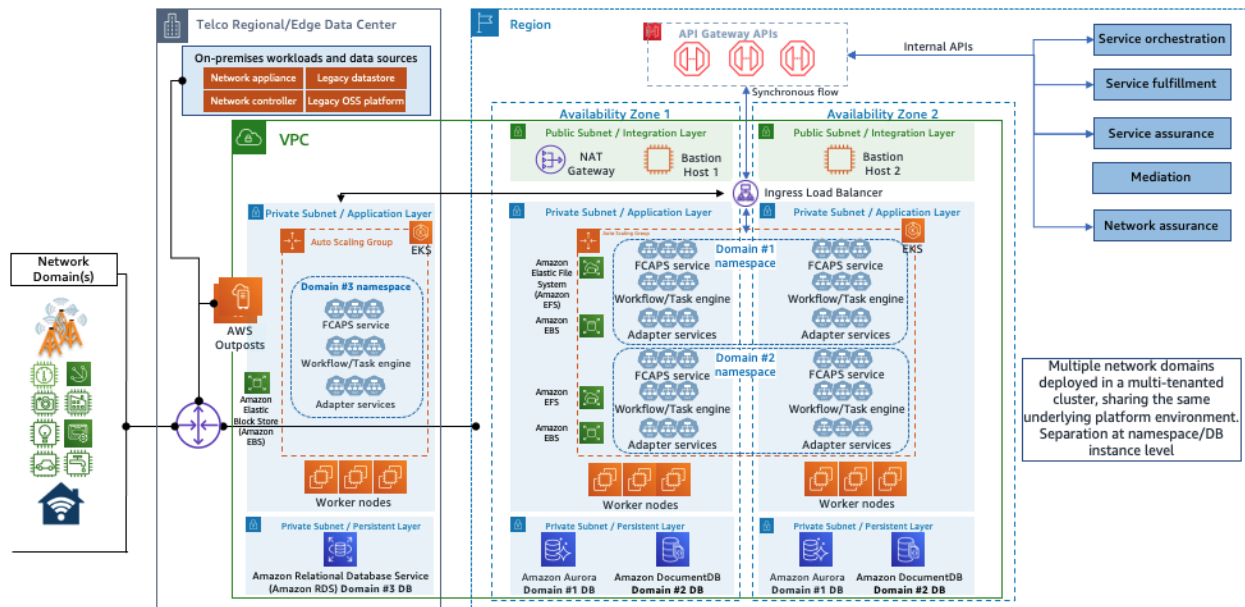 Telco Regional/Edge Data Center
On-premises workloads and data sources
Network appliance
Legacy datastore
Network controller
Legacy OSS platform
Region
API Gateway APIs
Internal APIs
Synchronous flow
Service orchestration
Service fulfillment
Service assurance
Mediation
Network assurance
VPC
Availability Zone 1
Availability Zone 2
Public Subnet / Integration Layer
NAT
Gateway
Bastion
Host 1
Public Subnet / Integration Layer
Bastion
Host 2
Ingress Load Balancer
Network
Domain(s)
AWS
Outposts
Private Subnet / Application Layer
Auto Scaling Group
EKS
Domain #3 namespace
FCAPS service
Workflow/Task engine
Adapter services
Amazon
Elastic
Block Store
(Amazon
EBS)
Worker nodes
Private Subnet / Persistent Layer
Amazon Relational Database Service
(Amazon RDS) Domain #3 DB
Private Subnet / Application Layer
Private Subnet / Application Layer
Auto Scaling Group
EKS
Amazon
Elastic File
System
(Amazon
EFS)
Amazon
EBS
Domain #1
namespace
FCAPS service
FCAPS service
Workflow/Task engine
Workflow/Task engine
Adapter services
Adapter services
Amazon
EFS
Amazon
EBS
Domain #2
namespace
FCAPS service
FCAPS service
Workflow/Task engine
Workflow/Task engine
Adapter services
Adapter services
Worker nodes
Worker nodes
Private Subnet / Persistent Layer
Amazon Aurora
Domain #1 DB
Amazon DocumentDB
Domain #2 DB
Private Subnet / Persistent Layer
Amazon Aurora
Domain #1 DB
Amazon DocumentDB
Domain #2 DB
Multiple network domains
deployed in a multi-tenanted
cluster, sharing the same
underlying platform environment.
Separation at namespace/DB
instance level